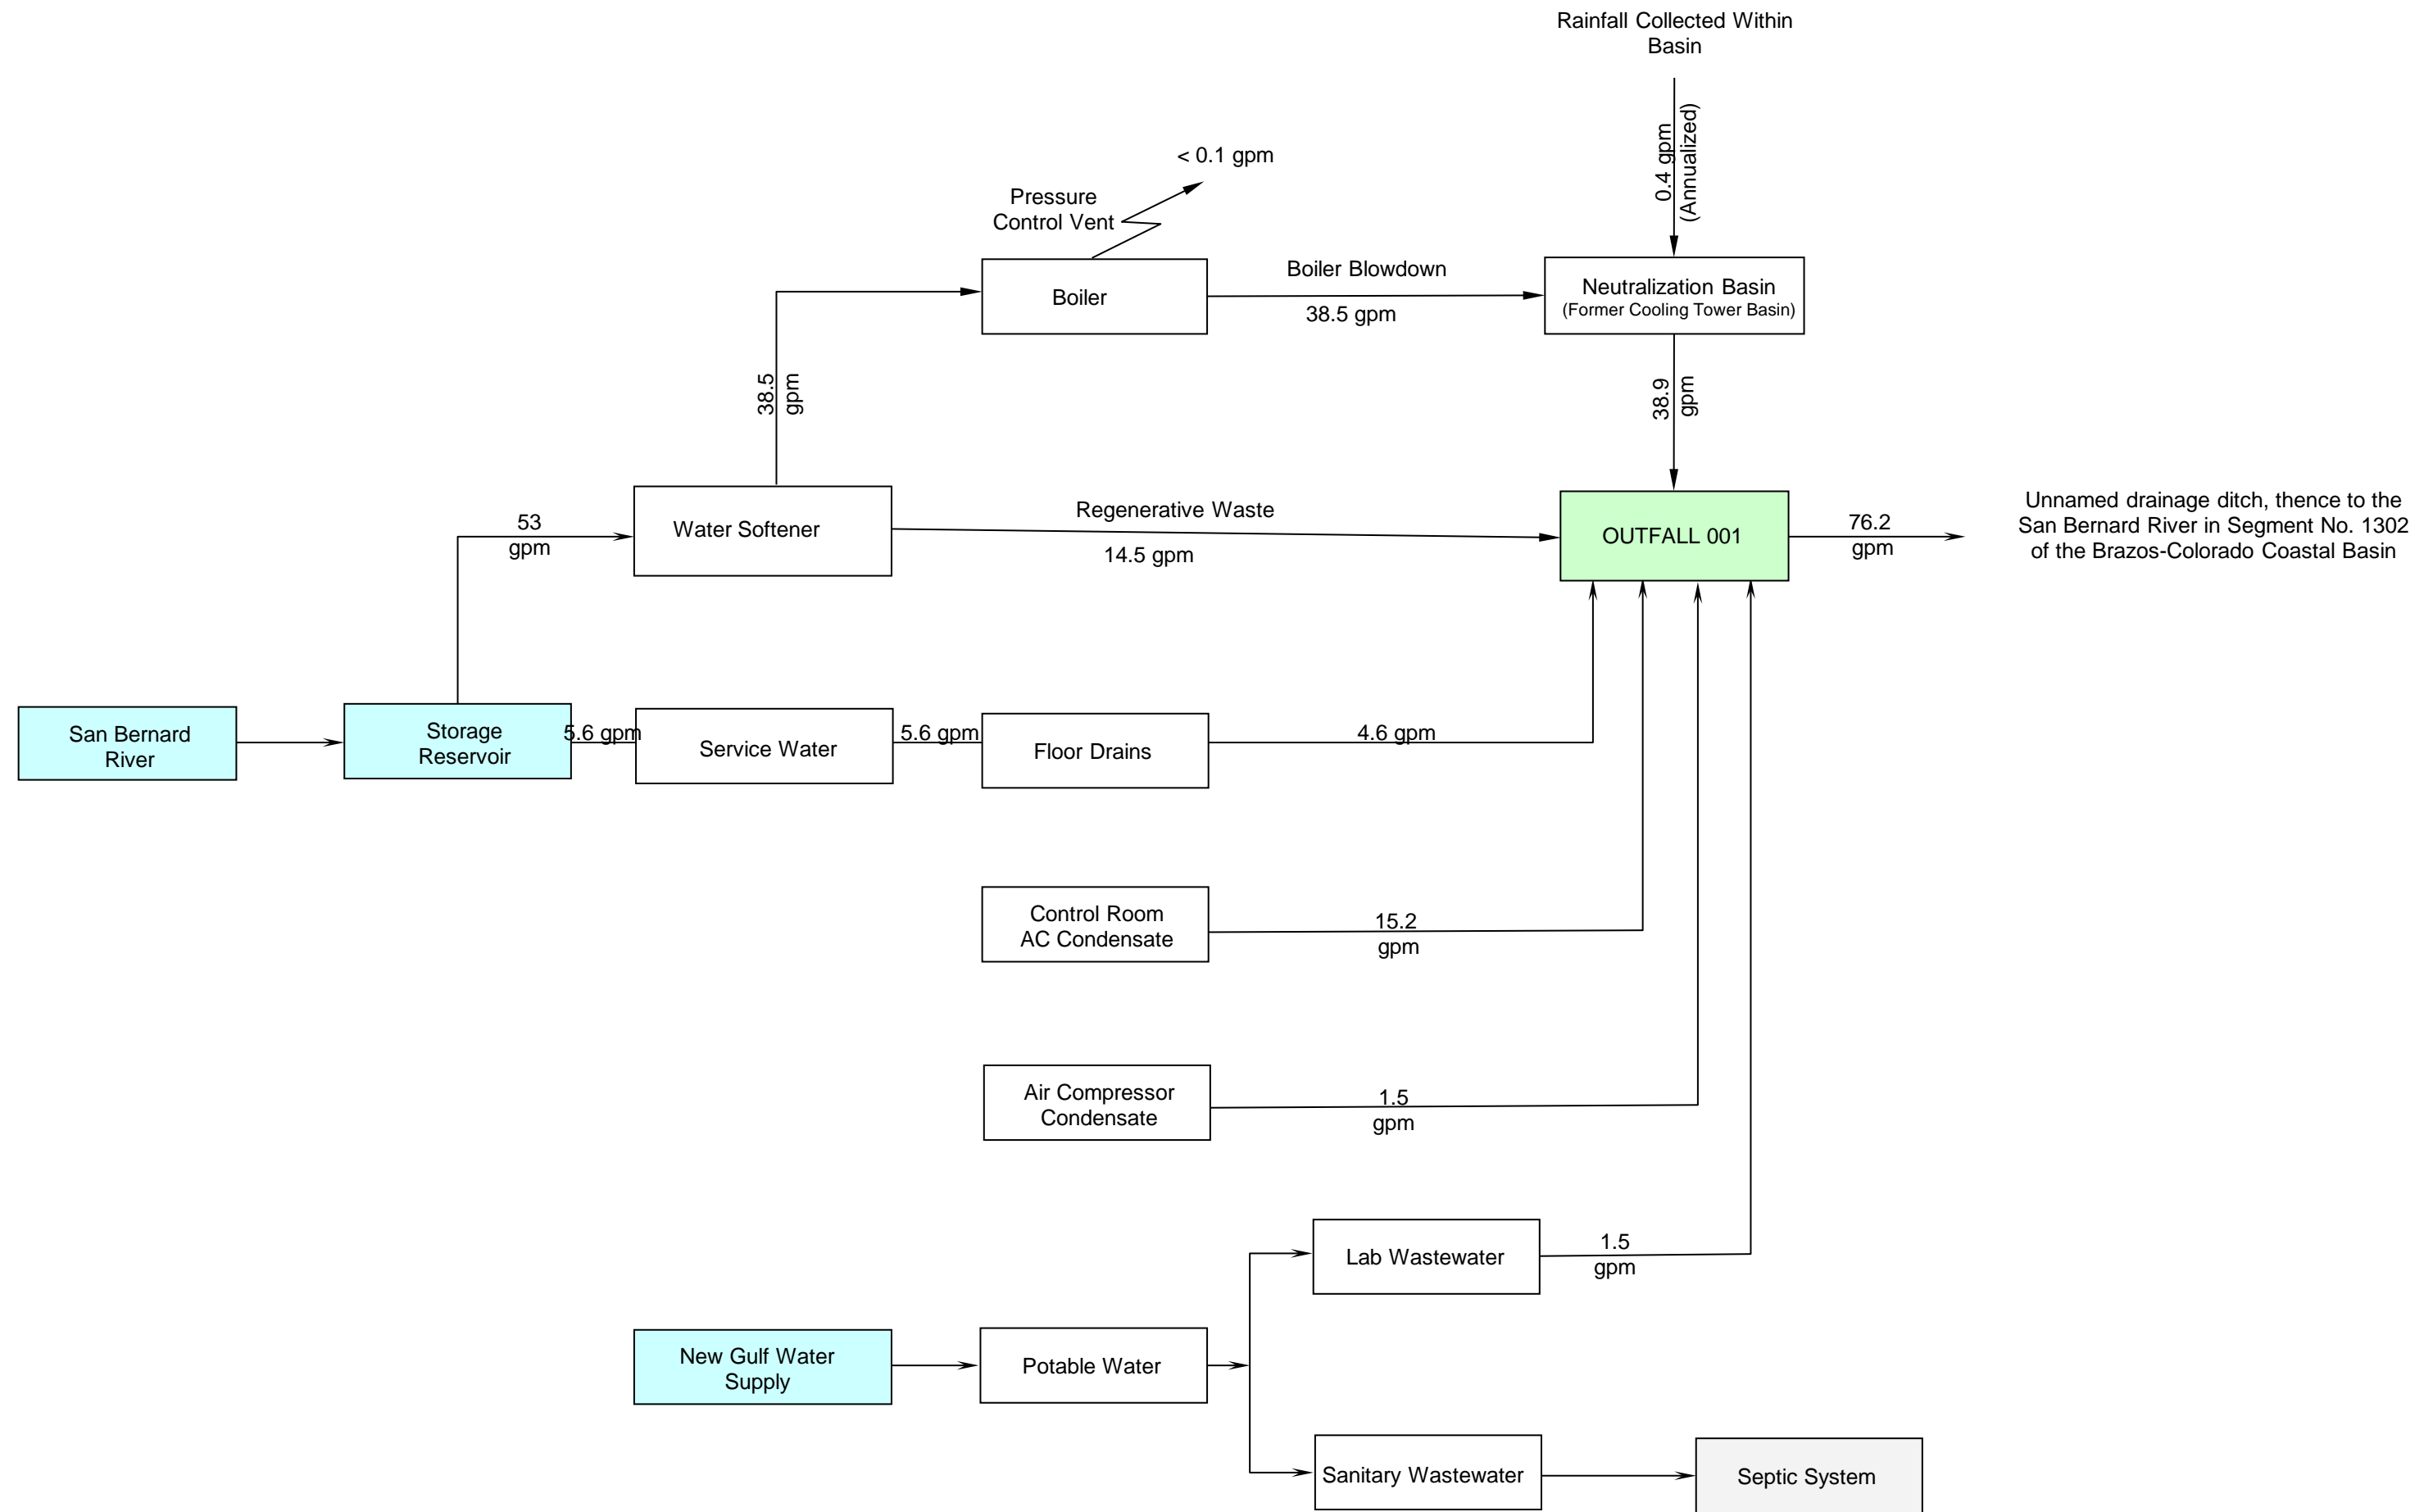 Rainfall Collected Within
Basin
0.4 gpm
(Annualized)
< 0.1 gpm
Pressure
Control Vent
Boiler
Boiler Blowdown
38.5 gpm
Neutralization Basin
(Former Cooling Tower Basin)
38.5
gpm
38.9
gpm
53
gpm
Water Softener
Regenerative Waste
14.5 gpm
OUTFALL 001
76.2
gpm
Unnamed drainage ditch, thence to the
San Bernard River in Segment No. 1302
of the Brazos-Colorado Coastal Basin
San Bernard
River
Storage
Reservoir
5.6 gpm
Service Water
5.6 gpm
Floor Drains
4.6 gpm
Control Room
AC Condensate
15.2
gpm
Air Compressor
Condensate
1.5
gpm
Lab Wastewater
1.5
gpm
New Gulf Water
Supply
Potable Water
Sanitary Wastewater
Septic System